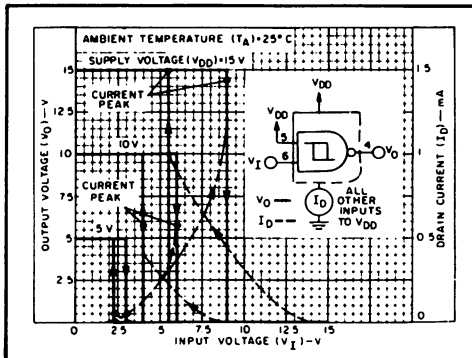 AMBIENT TEMPERATURE (TA)=25°C
SUPPLY VOLTAGE (VDD)=15 V
CURRENT
PEAK
10 V
CURRENT
PEAK
5 V
15
12.5
10
7.5
5
2.5
OUTPUT VOLTAGE (VO)-V
VDD
VDD
5
VI
6
4
VO
ID
ALL
OTHER
INPUTS
TO VDD
VO
ID
1 5
1
0 5
0
DRAIN CURRENT (ID)-mA
0
2.5
5
7.5
10
12.5
15
INPUT VOLTAGE (VI)-V